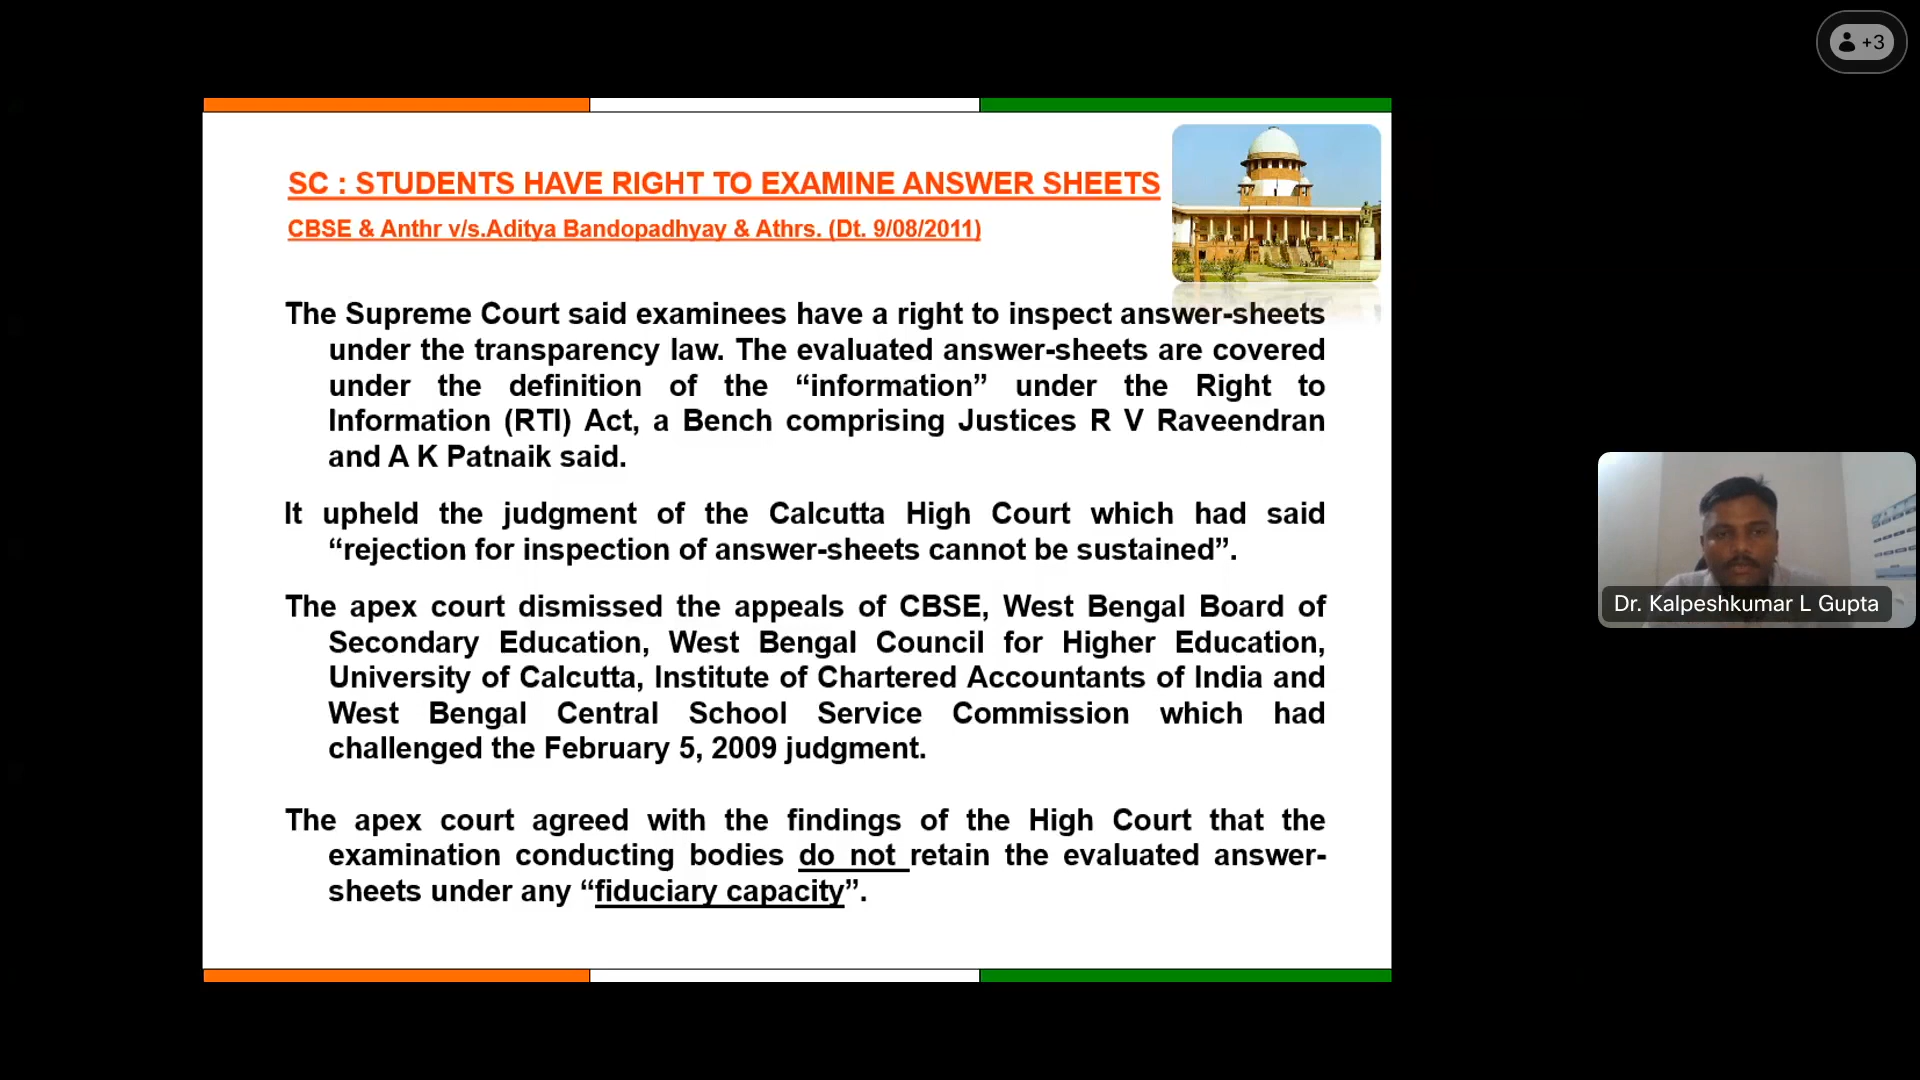 +3
SC : STUDENTS HAVE RIGHT TO EXAMINE ANSWER SHEETS
CBSE & Anthr v/s.Aditya Bandopadhyay & Athrs. (Dt. 9/08/2011)
The Supreme Court said examinees have a right to inspect answer-sheets
under the transparency law. The evaluated answer-sheets are covered
under the definition of the “information” under the Right to
Information (RTI) Act, a Bench comprising Justices R V Raveendran
and A K Patnaik said.
It upheld the judgment of the Calcutta High Court which had said
“rejection for inspection of answer-sheets cannot be sustained”.
The apex court dismissed the appeals of CBSE, West Bengal Board of
Secondary Education, West Bengal Council for Higher Education,
University of Calcutta, Institute of Chartered Accountants of India and
West Bengal Central School Service Commission which had
challenged the February 5, 2009 judgment.
The apex court agreed with the findings of the High Court that the
examination conducting bodies do not retain the evaluated answer-
sheets under any “fiduciary capacity”.
Dr. Kalpeshkumar L Gupta